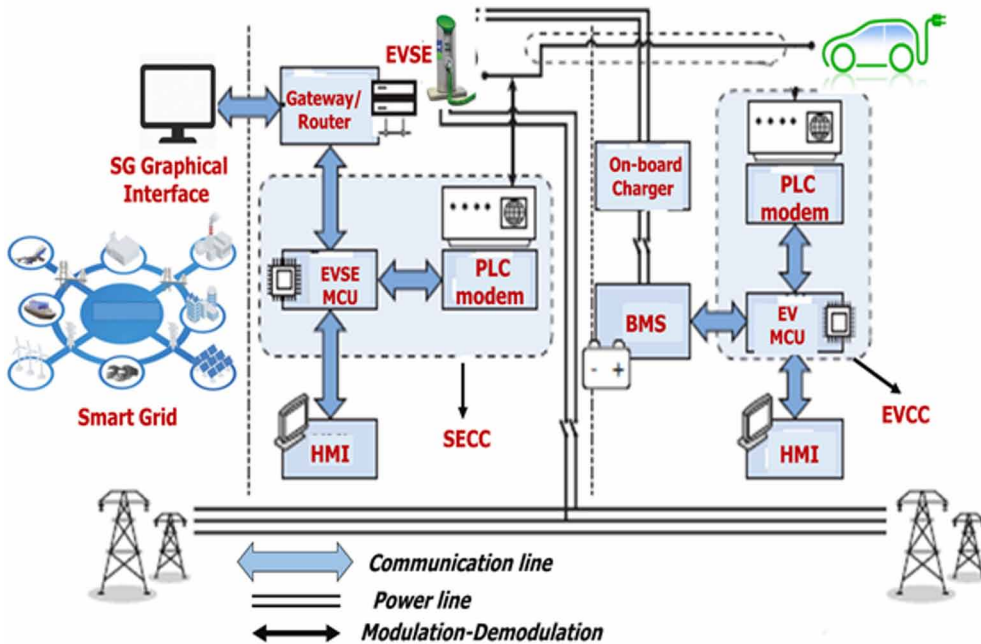 EVSE
Gateway/
Router
SG Graphical
Interface
On-board
Charger
PLC
modem
EVSE
MCU
PLC
modem
BMS
EV
MCU
- +
Smart Grid
HMI
SECC
HMI
EVCC
Communication line
Power line
Modulation-Demodulation